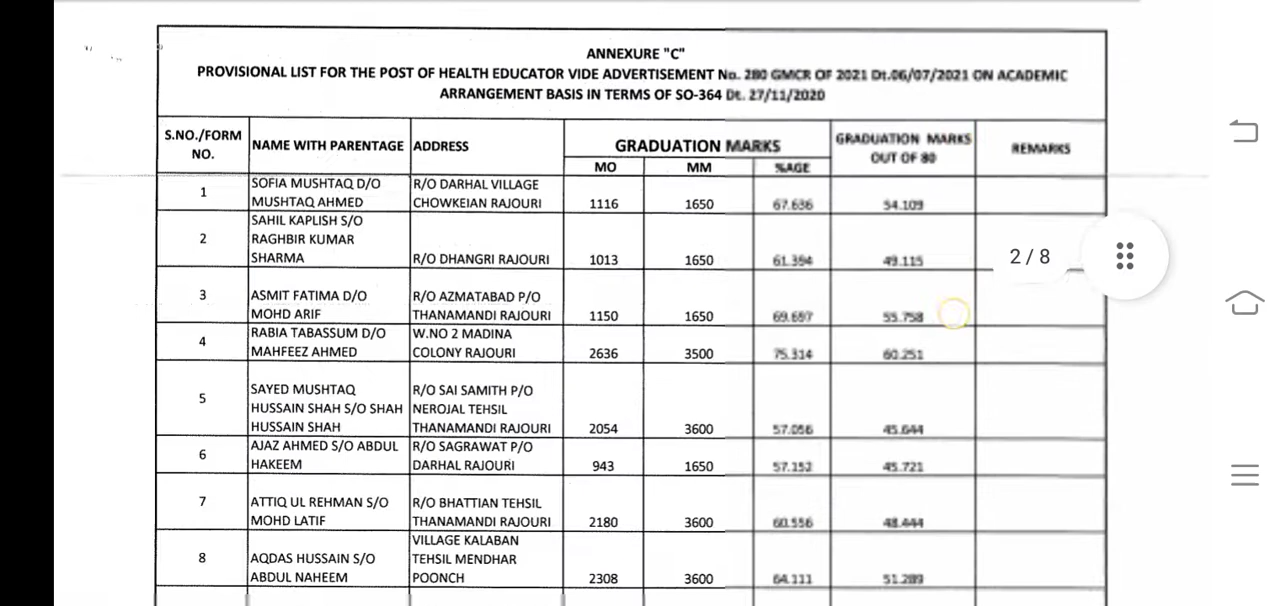 ANNEXURE "C"
PROVISIONAL LIST FOR THE POST OF HEALTH EDUCATOR VIDE ADVERTISEMENT No. 280 GMCR OF 2021 Dt.06/07/2021 ON ACADEMIC
ARRANGEMENT BASIS IN TERMS OF SO-364 Dt. 27/11/2020
S.NO./FORM NO. NAME WITH PARENTAGE ADDRESS GRADUATION MARKS GRADUATION MARKS OUT OF 80 REMARKS
MO MM %AGE
1 SOFIA MUSHTAQ D/O R/O DARHAL VILLAGE
MUSHTAQ AHMED CHOWKEIAN RAJOURI 1116 1650 67.636 54.109
SAHIL KAPLISH S/O
2 RAGHBIR KUMAR
SHARMA R/O DHANGRI RAJOURI 1013 1650 61.394 49.115
2 / 8
3 ASMIT FATIMA D/O R/O AZMATABAD P/O
MOHD ARIF THANAMANDI RAJOURI 1150 1650 69.697 55.758
4 RABIA TABASSUM D/O W.NO 2 MADINA
MAHFEEZ AHMED COLONY RAJOURI 2636 3500 75.314 60.251
SAYED MUSHTAQ R/O SAI SAMITH P/O
5 HUSSAIN SHAH S/O SHAH NEROJAL TEHSIL
HUSSAIN SHAH THANAMANDI RAJOURI 2054 3600 57.056 45.644
6 AJAZ AHMED S/O ABDUL R/O SAGRAWAT P/O
HAKEEM DARHAL RAJOURI 943 1650 57.152 45.721
7 ATTIQ UL REHMAN S/O R/O BHATTIAN TEHSIL
MOHD LATIF THANAMANDI RAJOURI 2180 3600 60.556 48.444
VILLAGE KALABAN
8 AQDAS HUSSAIN S/O TEHSIL MENDHAR
ABDUL NAHEEM POONCH 2308 3600 64.111 51.289